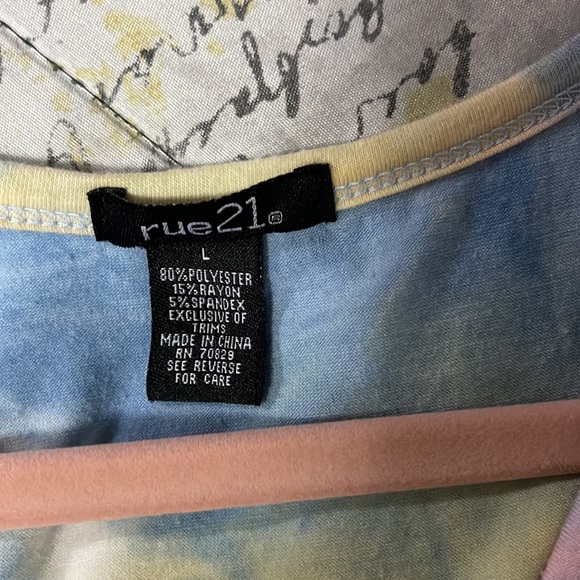 rue21®
L
80%POLYESTER
15%RAYON
5%SPANDEX
EXCLUSIVE OF
TRIMS
MADE IN CHINA
RN 70829
SEE REVERSE
FOR CARE